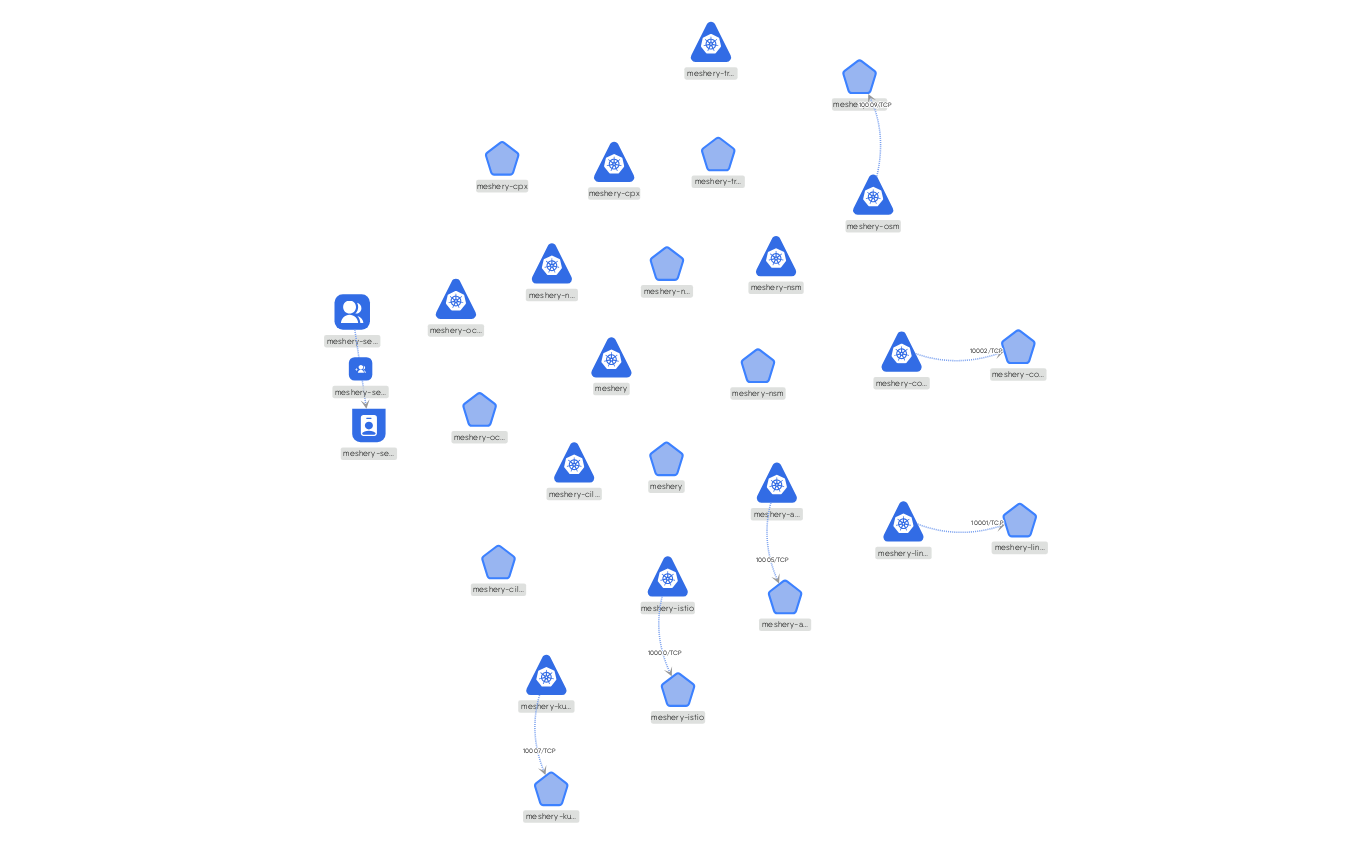 meshery-tr...
meshe
10009/TCP
meshery-cpx
meshery-cpx
meshery-tr...
meshery-osm
meshery-n...
meshery-n...
meshery-nsm
meshery-oc...
meshery-se...
meshery
meshery-nsm
10002/TCP
meshery-co...
meshery-co...
meshery-se...
meshery-oc...
meshery-se...
meshery-cil...
meshery
meshery-a...
10001/TCP
meshery-lin...
meshery-lin...
10005/TCP
meshery-cil...
meshery-istio
meshery-a...
10000/TCP
meshery-ku...
meshery-istio
10007/TCP
meshery-ku...